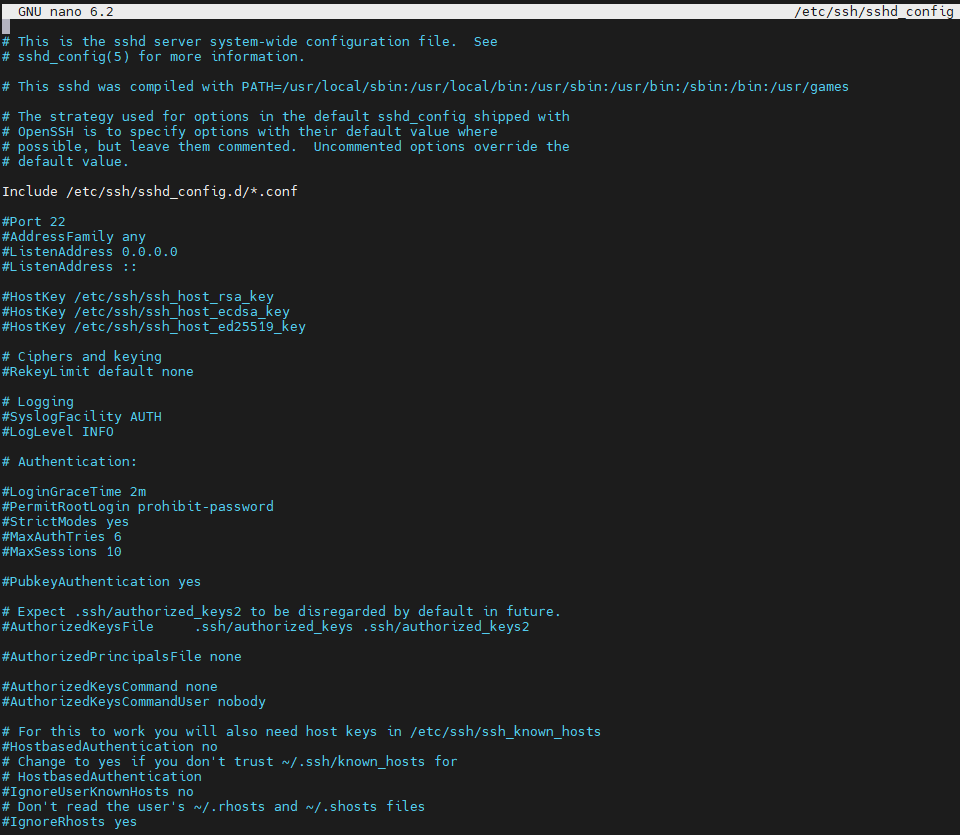 GNU nano 6.2 /etc/ssh/sshd_config
# This is the sshd server system-wide configuration file.  See
# sshd_config(5) for more information.
# This sshd was compiled with PATH=/usr/local/sbin:/usr/local/bin:/usr/sbin:/usr/bin:/sbin:/bin:/usr/games
# The strategy used for options in the default sshd_config shipped with
# OpenSSH is to specify options with their default value where
# possible, but leave them commented.  Uncommented options override the
# default value.
Include /etc/ssh/sshd_config.d/*.conf
#Port 22
#AddressFamily any
#ListenAddress 0.0.0.0
#ListenAddress ::
#HostKey /etc/ssh/ssh_host_rsa_key
#HostKey /etc/ssh/ssh_host_ecdsa_key
#HostKey /etc/ssh/ssh_host_ed25519_key
# Ciphers and keying
#RekeyLimit default none
# Logging
#SyslogFacility AUTH
#LogLevel INFO
# Authentication:
#LoginGraceTime 2m
#PermitRootLogin prohibit-password
#StrictModes yes
#MaxAuthTries 6
#MaxSessions 10
#PubkeyAuthentication yes
# Expect .ssh/authorized_keys2 to be disregarded by default in future.
#AuthorizedKeysFile     .ssh/authorized_keys .ssh/authorized_keys2
#AuthorizedPrincipalsFile none
#AuthorizedKeysCommand none
#AuthorizedKeysCommandUser nobody
# For this to work you will also need host keys in /etc/ssh/ssh_known_hosts
#HostbasedAuthentication no
# Change to yes if you don't trust ~/.ssh/known_hosts for
# HostbasedAuthentication
#IgnoreUserKnownHosts no
# Don't read the user's ~/.rhosts and ~/.shosts files
#IgnoreRhosts yes